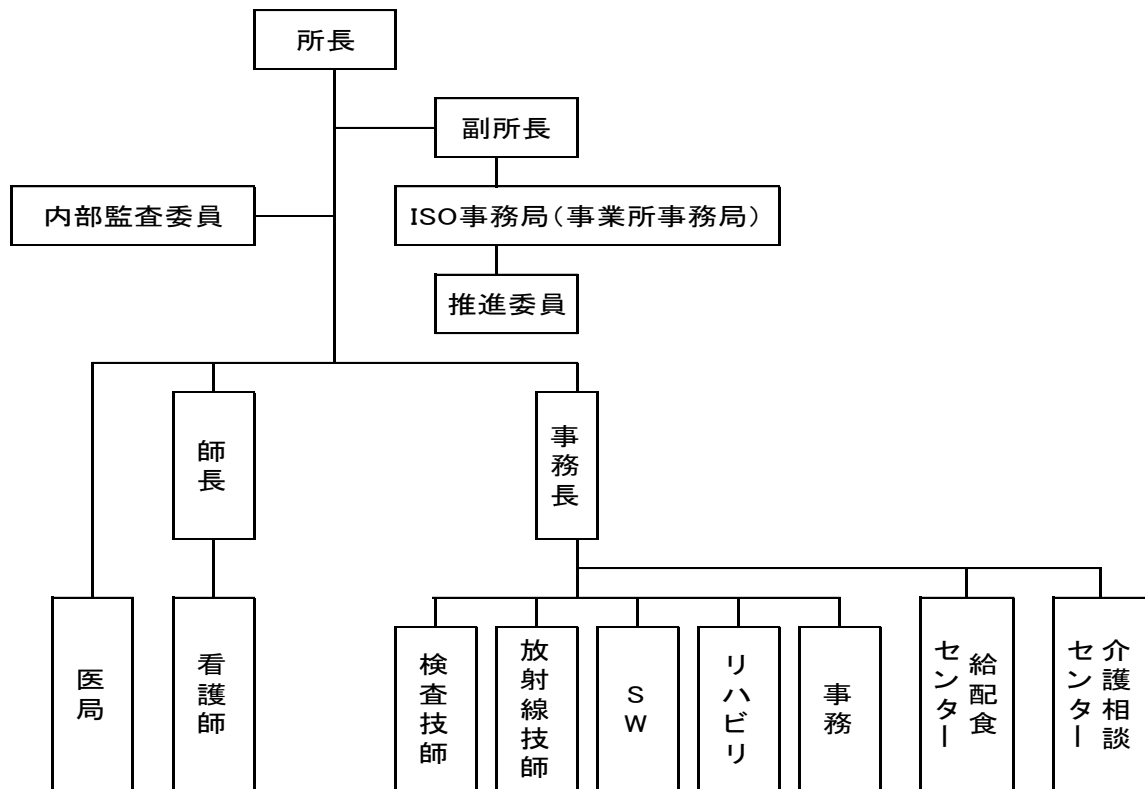 所長
副所長
内部監査委員
ISO事務局(事業所事務局)
推進委員
師長
事務長
医局
看護師
検査技師
放射線技師
SW
リハビリ
事務
給配食
センター
介護相談
センター